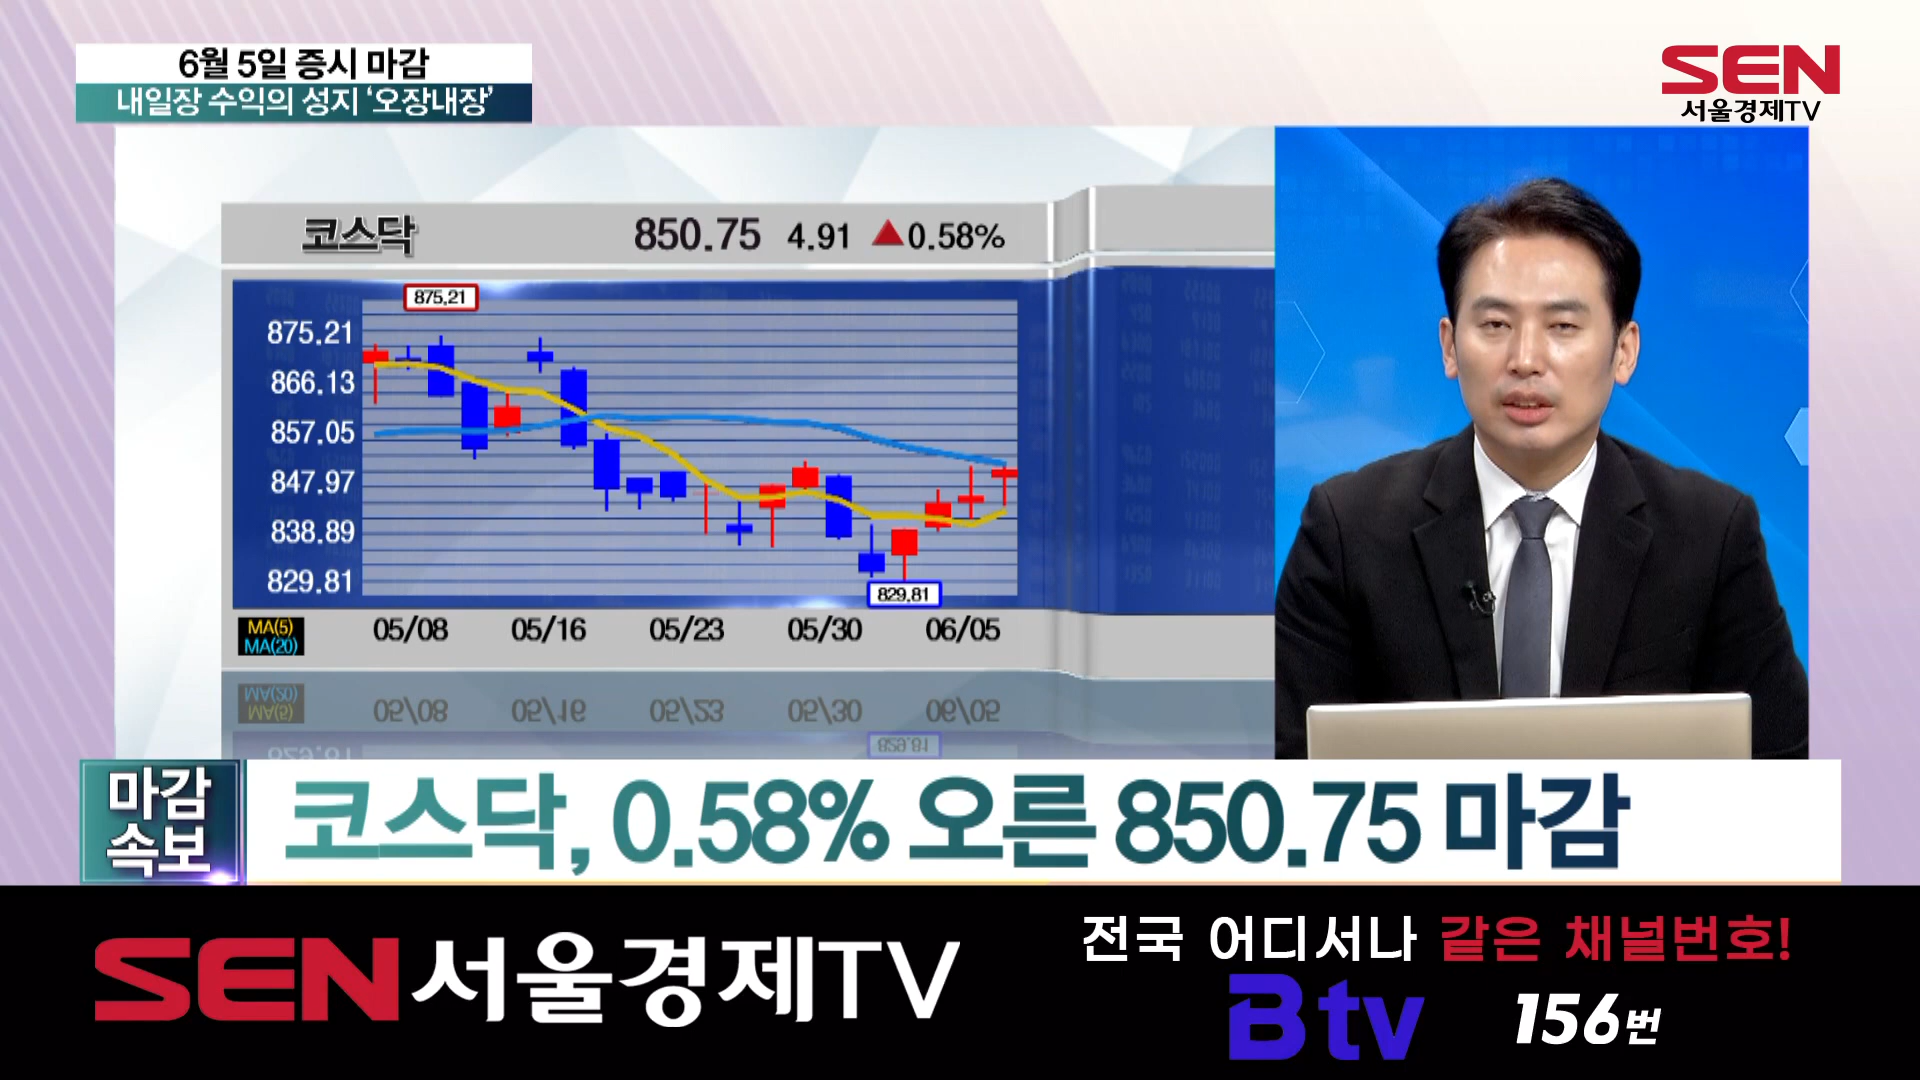 6월 5일 증시 마감
내일장 수익의 성지 ‘오장내장’
SEN
서울경제TV
코스닥 850.75 4.91 ▲0.58%
875.21
875.21
866.13
857.05
847.97
838.89
829.81
829.81
MA(5)
MA(20)
05/08 05/16 05/23 05/30 06/05
마감
속보
코스닥, 0.58% 오른 850.75 마감
SEN서울경제TV
전국 어디서나 같은 채널번호!
B tv 156번